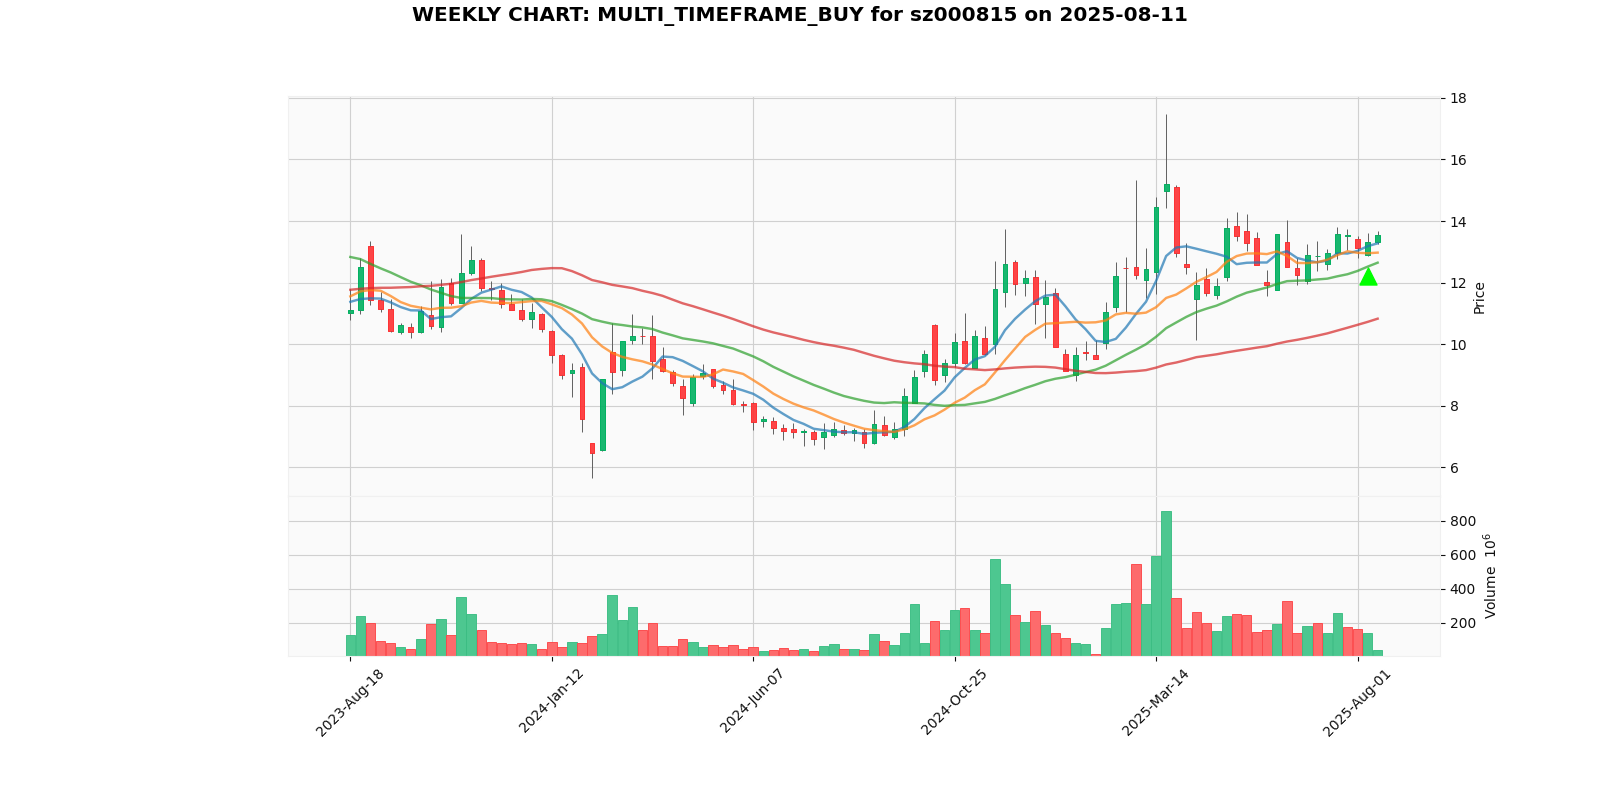 WEEKLY CHART: MULTI_TIMEFRAME_BUY for sz000815 on 2025-08-11
18
16
14
12
10
8
6
Price
800
600
400
200
Volume 10^6
2023-Aug-18
2024-Jan-12
2024-Jun-07
2024-Oct-25
2025-Mar-14
2025-Aug-01